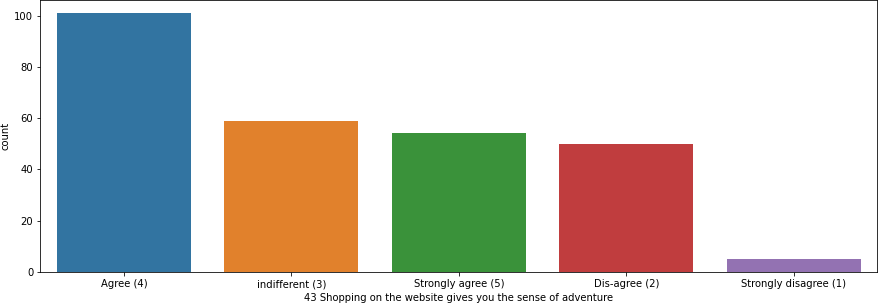 100
80
60
40
20
0
count
Agree (4) indifferent (3) Strongly agree (5) Dis-agree (2) Strongly disagree (1)
43 Shopping on the website gives you the sense of adventure